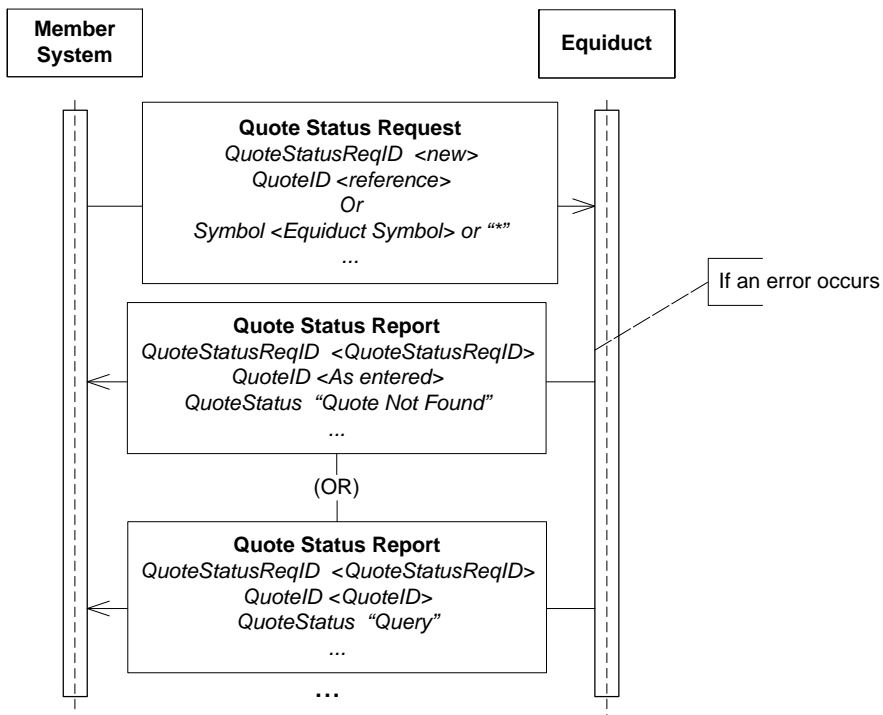 Member
System
Equiduct
Quote Status Request
QuoteStatusReqID <new>
QuoteID <reference>
Or
Symbol <Equiduct Symbol> or “*”
...
If an error occurs
Quote Status Report
QuoteStatusReqID <QuoteStatusReqID>
QuoteID <As entered>
QuoteStatus “Quote Not Found”
...
(OR)
Quote Status Report
QuoteStatusReqID <QuoteStatusReqID>
QuoteID <QuoteID>
QuoteStatus “Query”
...
...